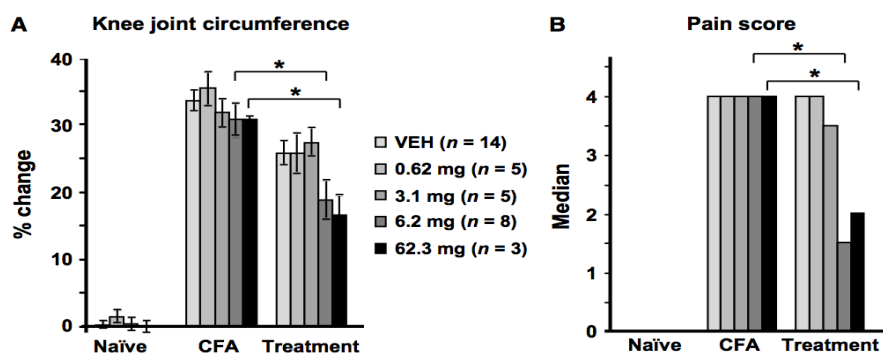 A Knee joint circumference
% change
40
30
20
10
0
Naïve CFA Treatment
*
*
VEH (n = 14)
0.62 mg (n = 5)
3.1 mg (n = 5)
6.2 mg (n = 8)
62.3 mg (n = 3)
B Pain score
Median
4
3
2
1
0
Naïve CFA Treatment
*
*